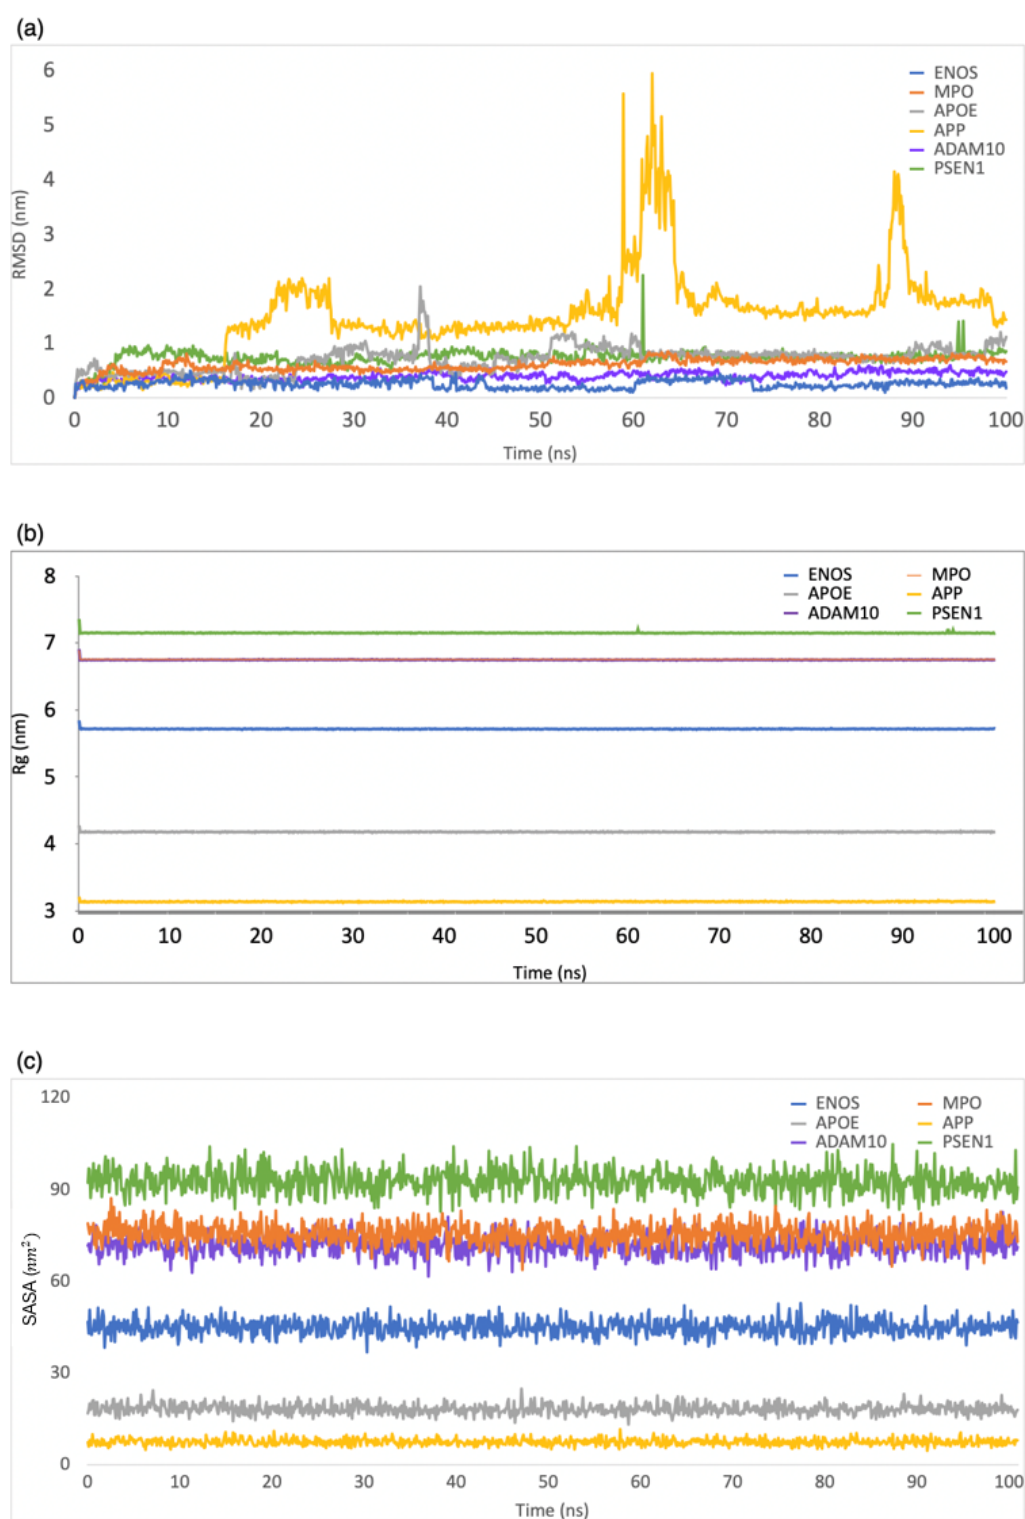 (a)
6
5
4
3
2
1
0
RMSD (nm)
ENOS
MPO
APOE
APP
ADAM10
PSEN1
0 10 20 30 40 50 60 70 80 90 100
Time (ns)
(b)
8
7
6
5
4
3
Rg (nm)
ENOS MPO
APOE APP
ADAM10 PSEN1
0 10 20 30 40 50 60 70 80 90 100
Time (ns)
(c)
120
90
60
30
0
SASA (nm²)
ENOS MPO
APOE APP
ADAM10 PSEN1
0 10 20 30 40 50 60 70 80 90 100
Time (ns)